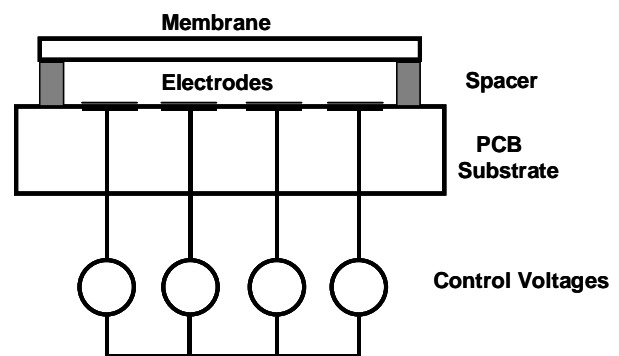 Membrane
Electrodes
Spacer
PCB
Substrate
Control Voltages